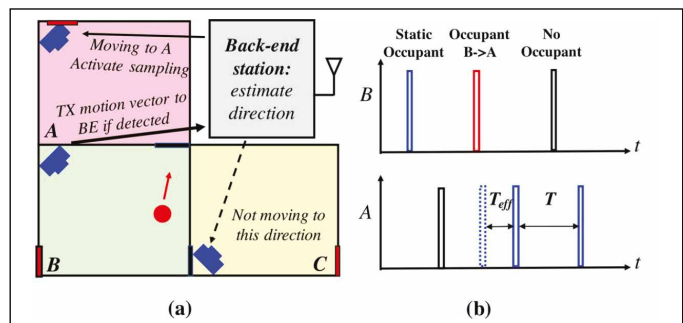 Moving to A
Activate sampling
TX motion vector to
BE if detected
A
Back-end
station:
estimate
direction
B
Not moving to
this direction
C
(a)
Static
Occupant
Occupant
B->A
No
Occupant
B
t
A
T_eff
T
t
(b)